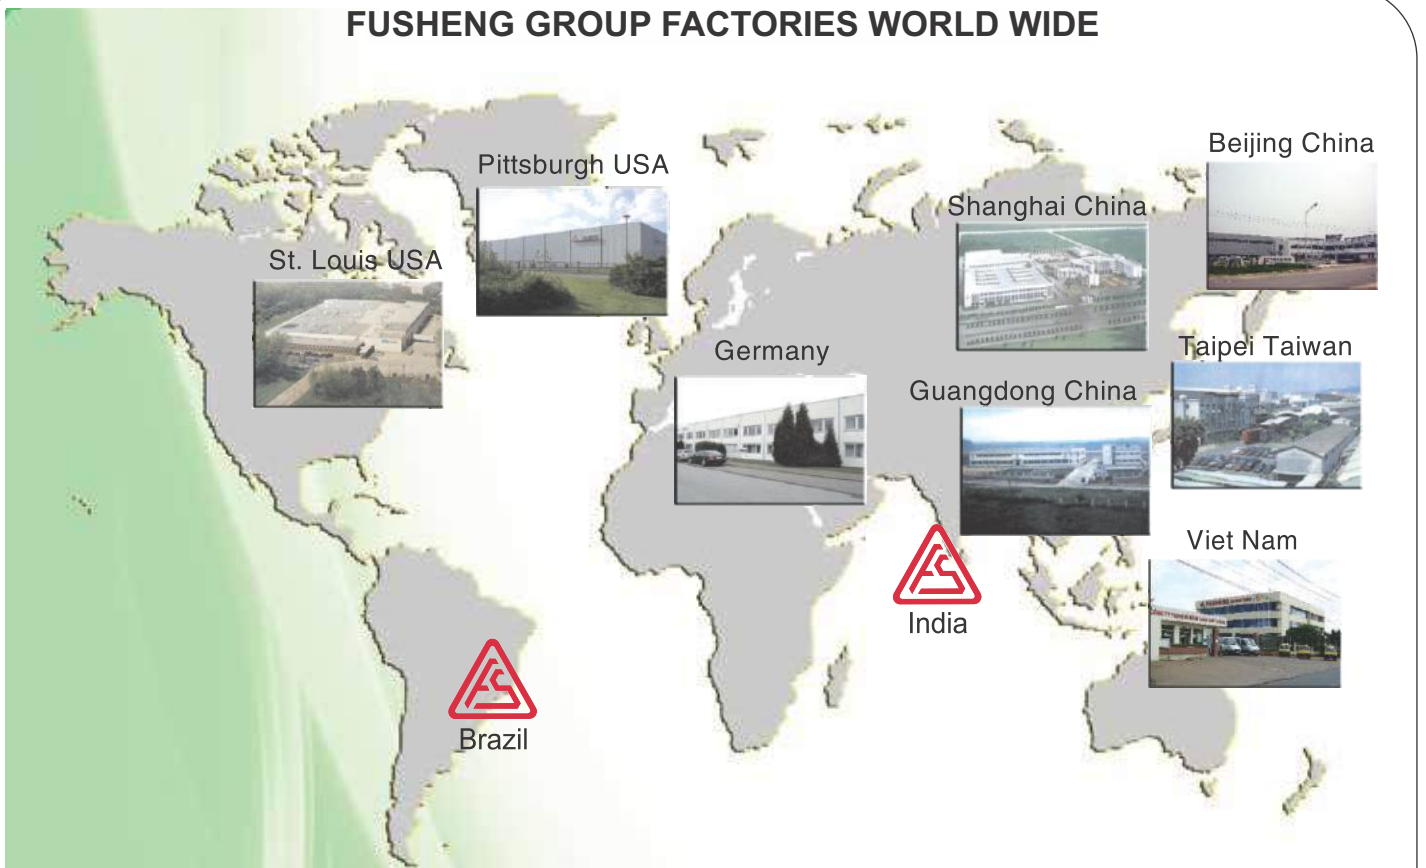 FUSHENG GROUP FACTORIES WORLD WIDE
Beijing China
Pittsburgh USA
Shanghai China
St. Louis USA
Taipei Taiwan
Germany
Guangdong China
Viet Nam
India
Brazil